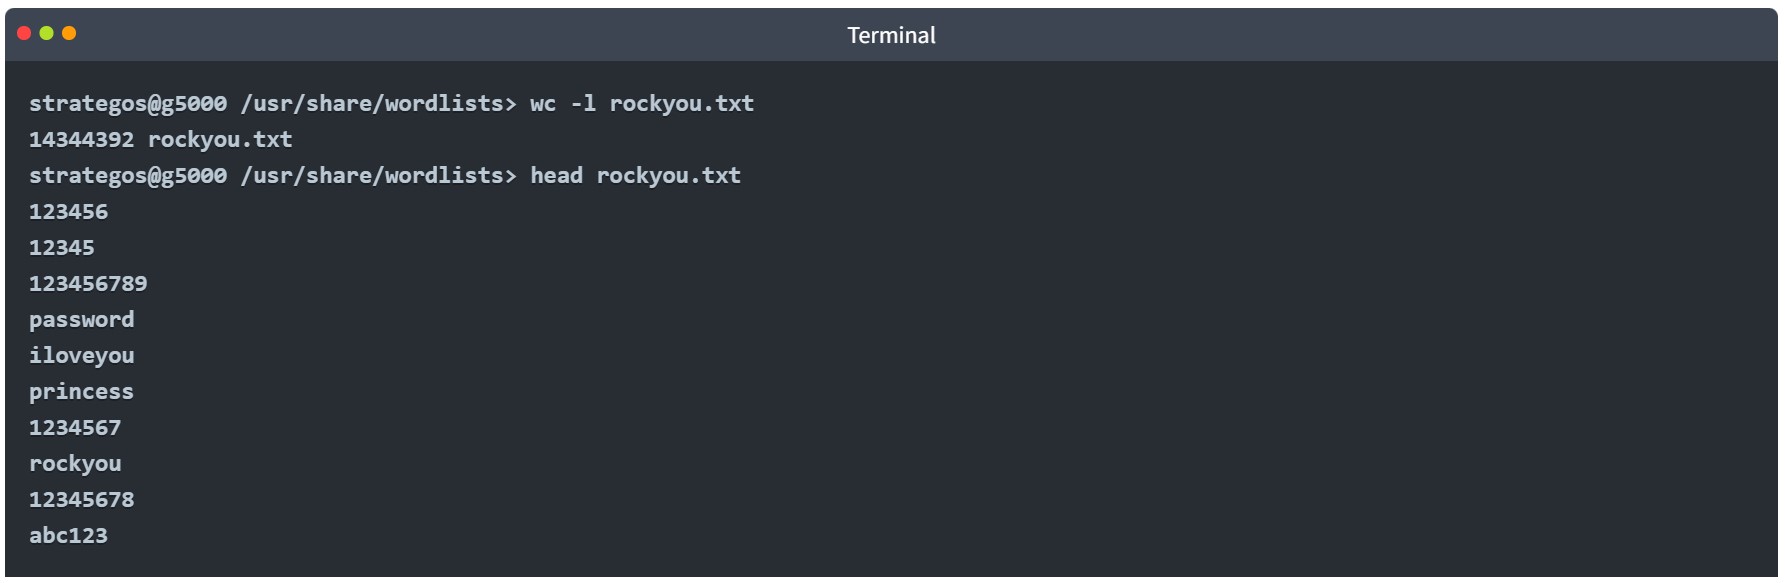 Terminal
strategos@g5000 /usr/share/wordlists> wc -l rockyou.txt
14344392 rockyou.txt
strategos@g5000 /usr/share/wordlists> head rockyou.txt
123456
12345
123456789
password
iloveyou
princess
1234567
rockyou
12345678
abc123